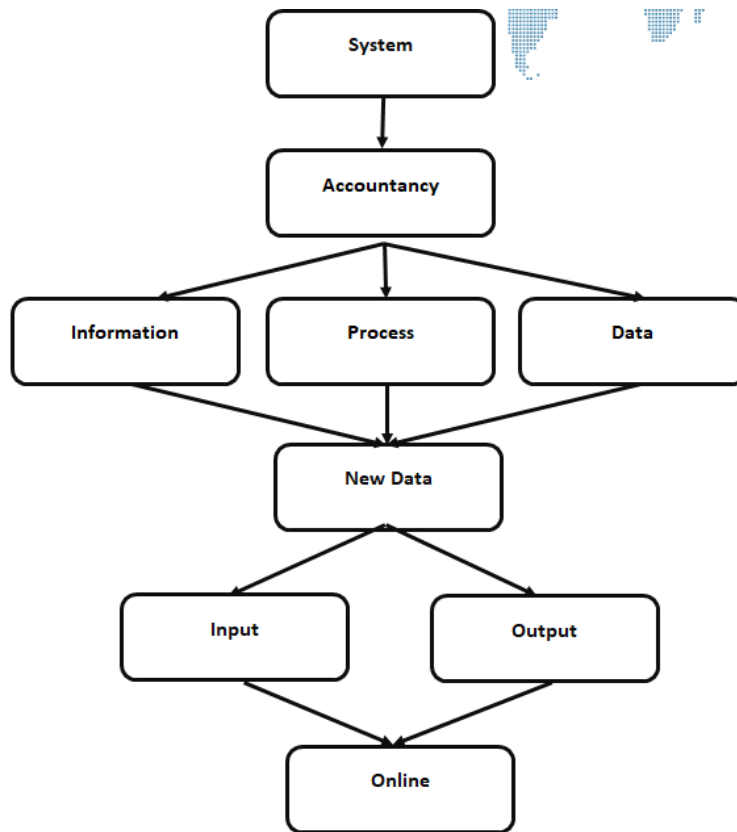 System
Accountancy
Information
Process
Data
New Data
Input
Output
Online